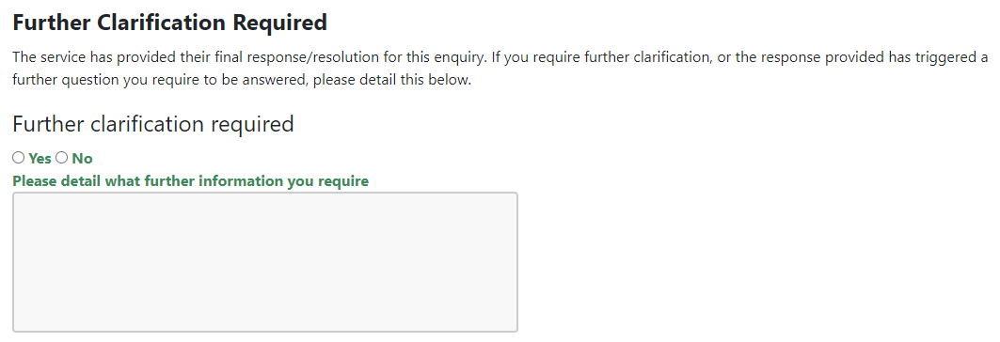 Further Clarification Required
The service has provided their final response/resolution for this enquiry. If you require further clarification, or the response provided has triggered a
further question you require to be answered, please detail this below.
Further clarification required
Yes No
Please detail what further information you require